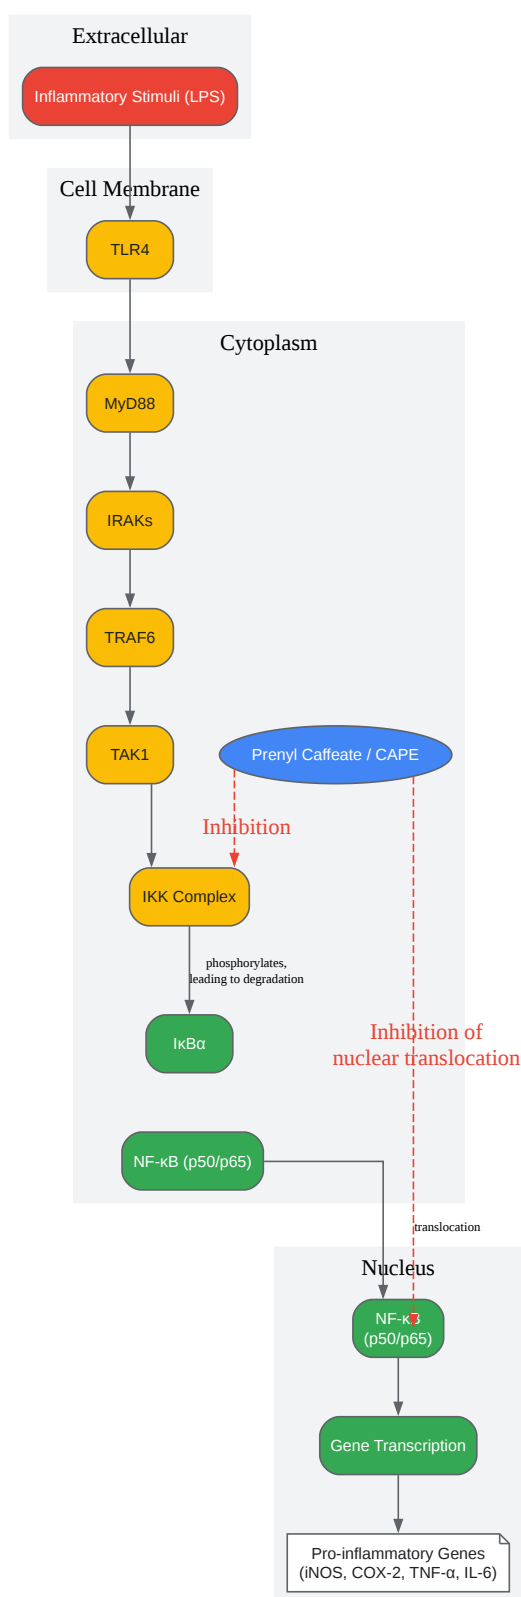 Extracellular
Inflammatory Stimuli (LPS)
Cell Membrane
TLR4
Cytoplasm
MyD88
IRAKs
TRAF6
TAK1
Prenyl Caffeate / CAPE
Inhibition
IKK Complex
phosphorylates,
leading to degradation
IκBα
Inhibition of
nuclear translocation
NF-κB (p50/p65)
translocation
Nucleus
NF-κB
(p50/p65)
Gene Transcription
Pro-inflammatory Genes
(iNOS, COX-2, TNF-α, IL-6)